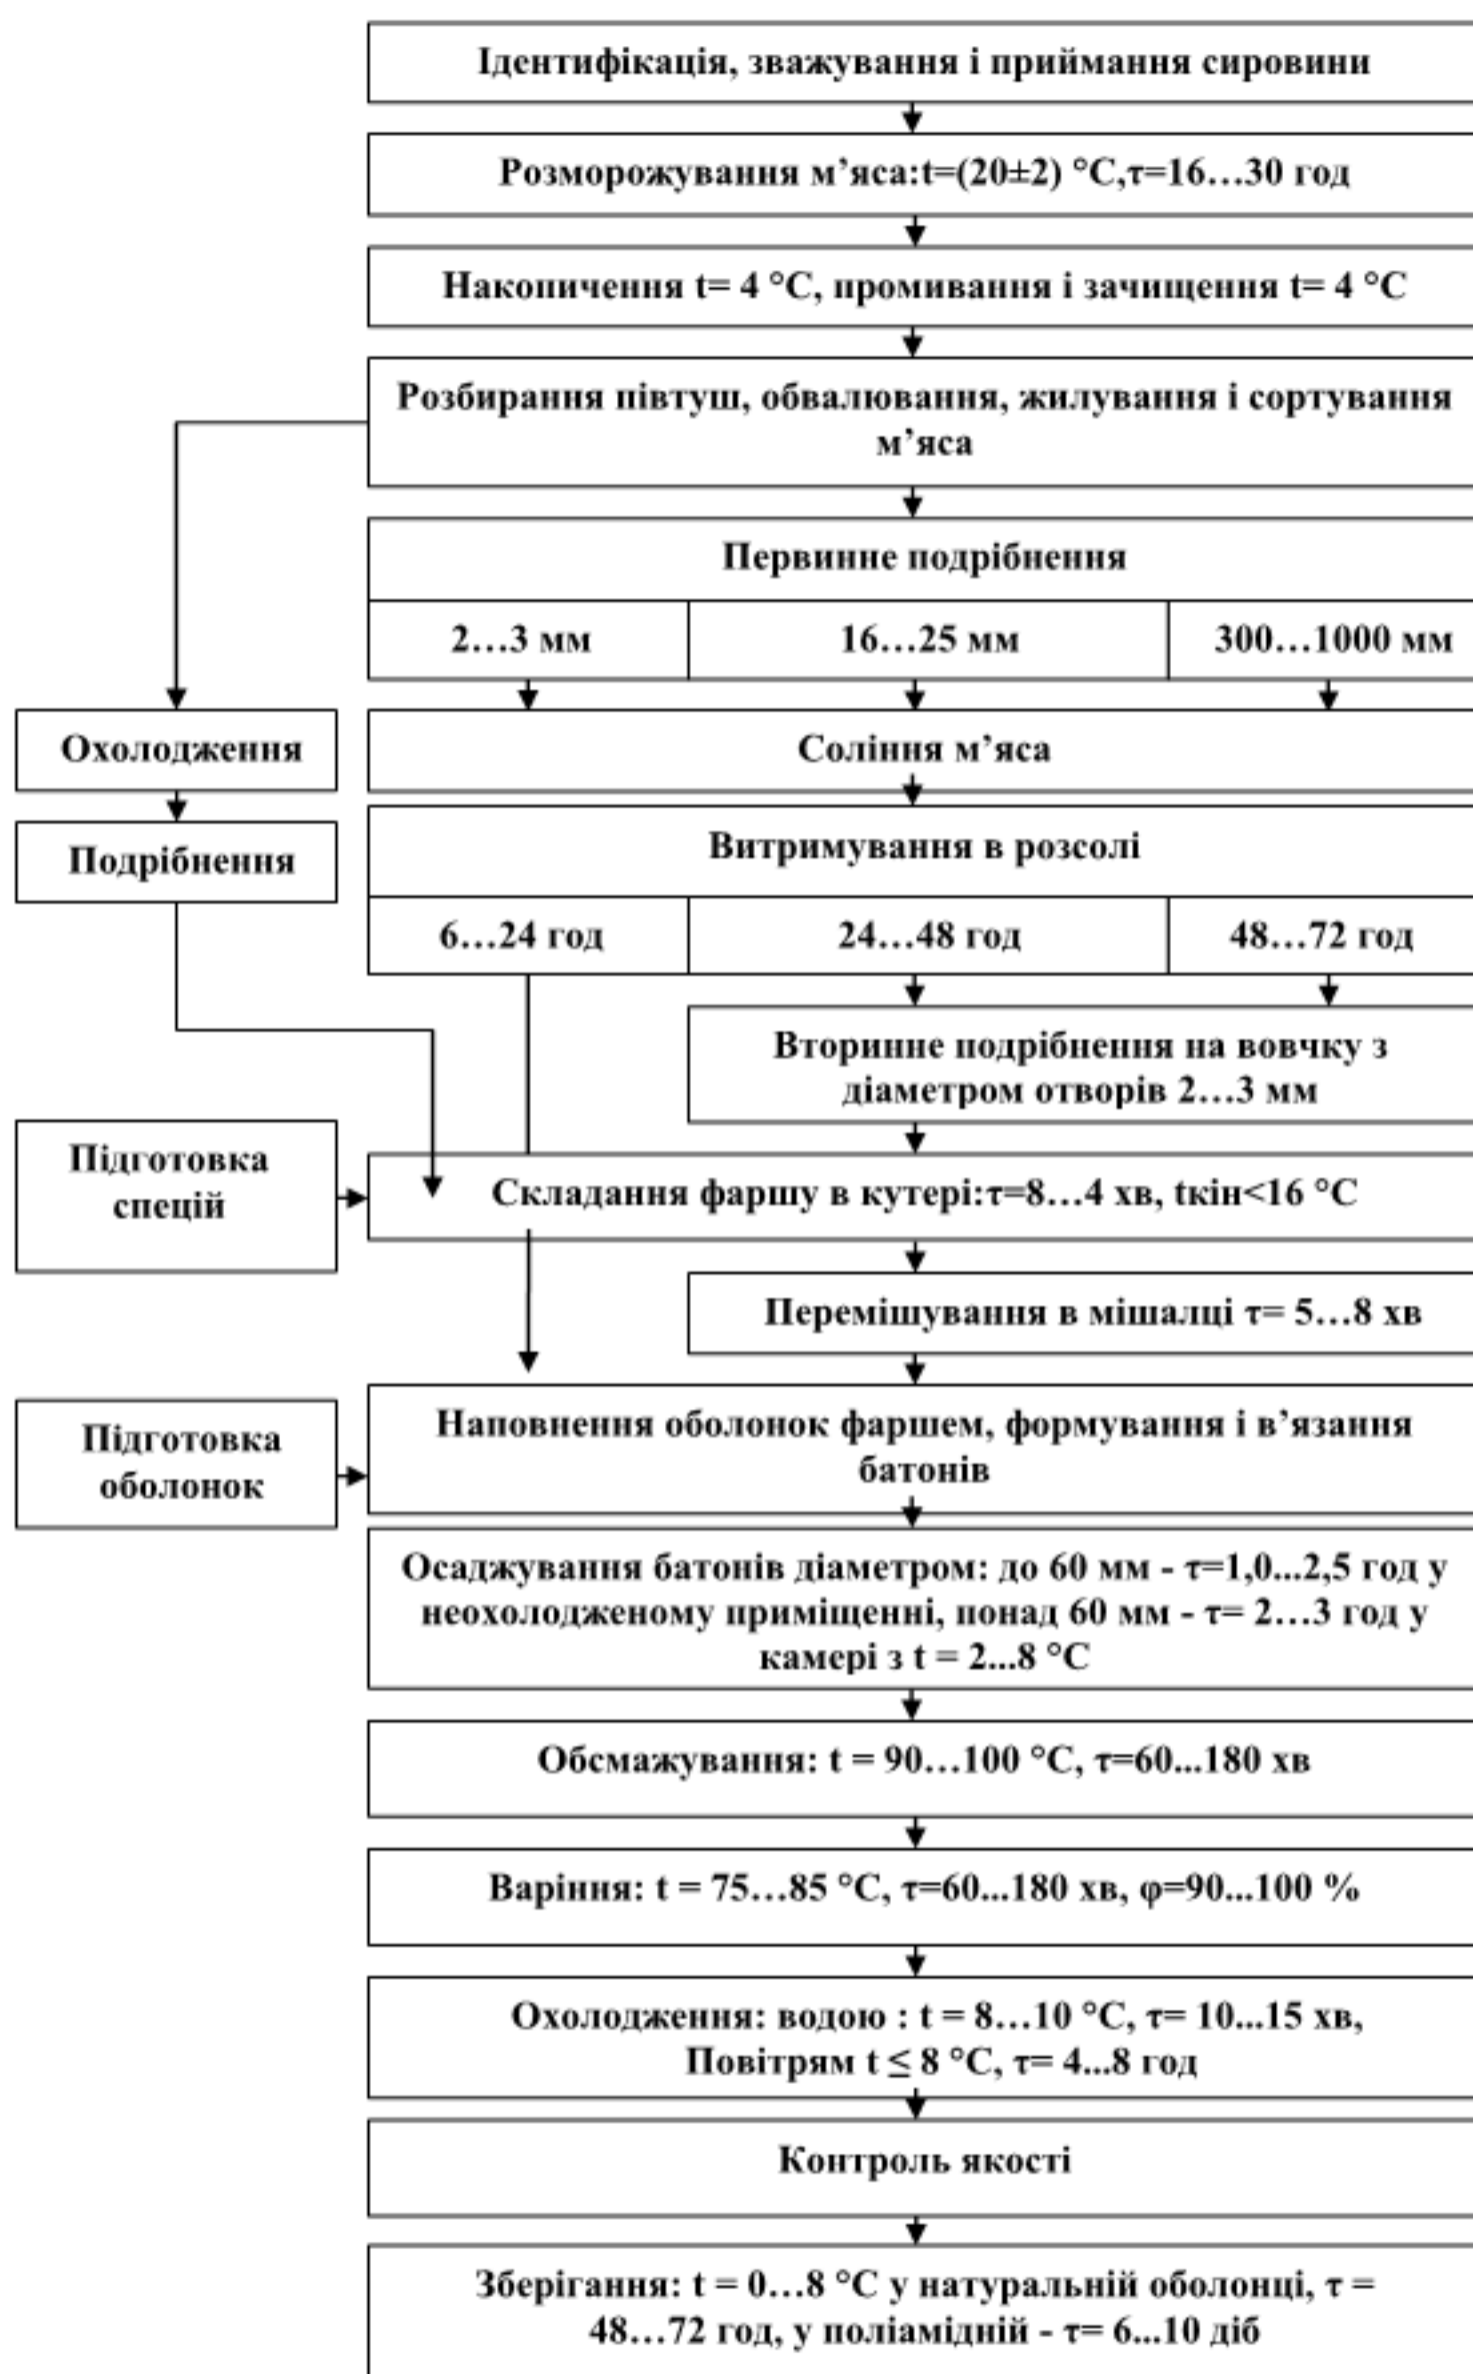 Ідентифікація, зважування і приймання сировини
Розморожування м’яса:t=(20±2) °C,τ=16…30 год
Накопичення t= 4 °C, промивання і зачищення t= 4 °C
Розбирання півтуш, обвалювання, жилування і сортування
м’яса
Первинне подрібнення
2…3 мм
16…25 мм
300…1000 мм
Охолодження
Соління м’яса
Подрібнення
Витримування в розсолі
6…24 год
24…48 год
48…72 год
Вторинне подрібнення на вовчку з
діаметром отворів 2…3 мм
Підготовка
спецій
Складання фаршу в кутері:τ=8…4 хв, tкін<16 °C
Перемішування в мішалці τ= 5…8 хв
Підготовка
оболонок
Наповнення оболонок фаршем, формування і в’язання
батонів
Осаджування батонів діаметром: до 60 мм - τ=1,0...2,5 год у
неохолодженому приміщенні, понад 60 мм - τ= 2…3 год у
камері з t = 2...8 °C
Обсмажування: t = 90…100 °C, τ=60...180 хв
Варіння: t = 75…85 °C, τ=60...180 хв, φ=90...100 %
Охолодження: водою : t = 8…10 °C, τ= 10...15 хв,
Повітрям t ≤ 8 °C, τ= 4...8 год
Контроль якості
Зберігання: t = 0…8 °C у натуральній оболонці, τ =
48…72 год, у поліамідній - τ= 6...10 діб